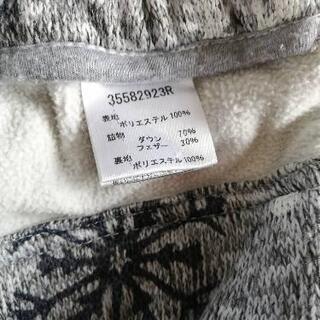 35582923R
表地
ポリエステル 100%
詰物 ダウン 70%
フェザー 30%
裏地
ポリエステル 100%